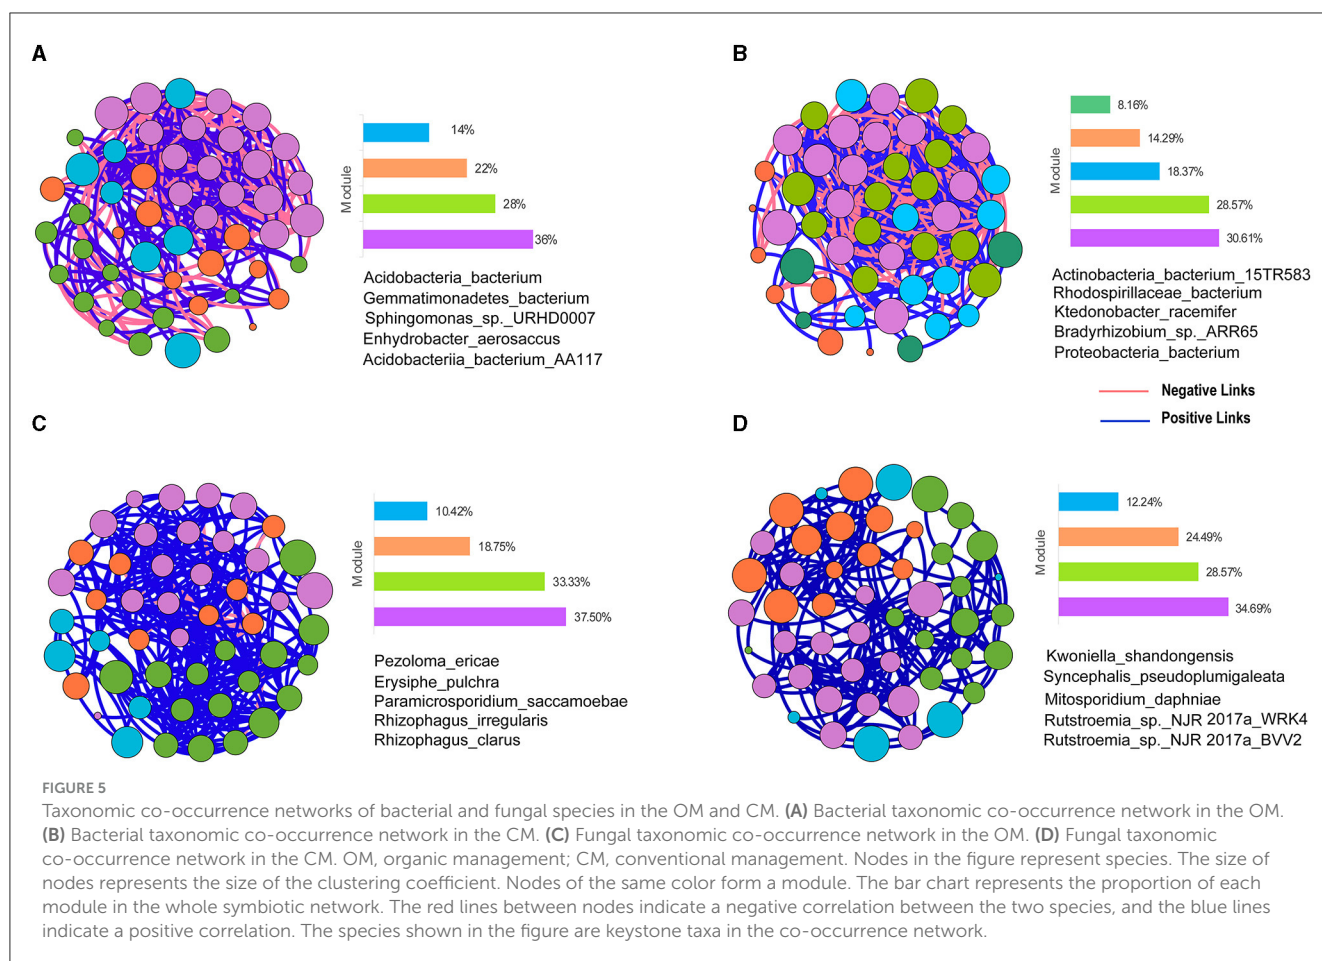 A
Module
14%
22%
28%
36%
Acidobacteria_bacterium
Gemmatimonadetes_bacterium
Sphingomonas_sp._URHD0007
Enhydrobacter_aerosaccus
Acidobacteriia_bacterium_AA117
B
Module
8.16%
14.29%
18.37%
28.57%
30.61%
Actinobacteria_bacterium_15TR583
Rhodospirillaceae_bacterium
Ktedonobacter_racemifer
Bradyrhizobium_sp._ARR65
Proteobacteria_bacterium
Negative Links
Positive Links
C
Module
10.42%
18.75%
33.33%
37.50%
Pezoloma_ericae
Erysiphe_pulchra
Paramicrosporidium_saccamoebae
Rhizophagus_irregularis
Rhizophagus_clarus
D
Module
12.24%
24.49%
28.57%
34.69%
Kwoniella_shandongensis
Syncephalis_pseudoplumigaleata
Mitosporidium_daphniae
Rutstroemia_sp._NJR 2017a_WRK4
Rutstroemia_sp._NJR 2017a_BVV2
FIGURE 5
Taxonomic co-occurrence networks of bacterial and fungal species in the OM and CM. (A) Bacterial taxonomic co-occurrence network in the OM.
(B) Bacterial taxonomic co-occurrence network in the CM. (C) Fungal taxonomic co-occurrence network in the OM. (D) Fungal taxonomic
co-occurrence network in the CM. OM, organic management; CM, conventional management. Nodes in the figure represent species. The size of
nodes represents the size of the clustering coefficient. Nodes of the same color form a module. The bar chart represents the proportion of each
module in the whole symbiotic network. The red lines between nodes indicate a negative correlation between the two species, and the blue lines
indicate a positive correlation. The species shown in the figure are keystone taxa in the co-occurrence network.